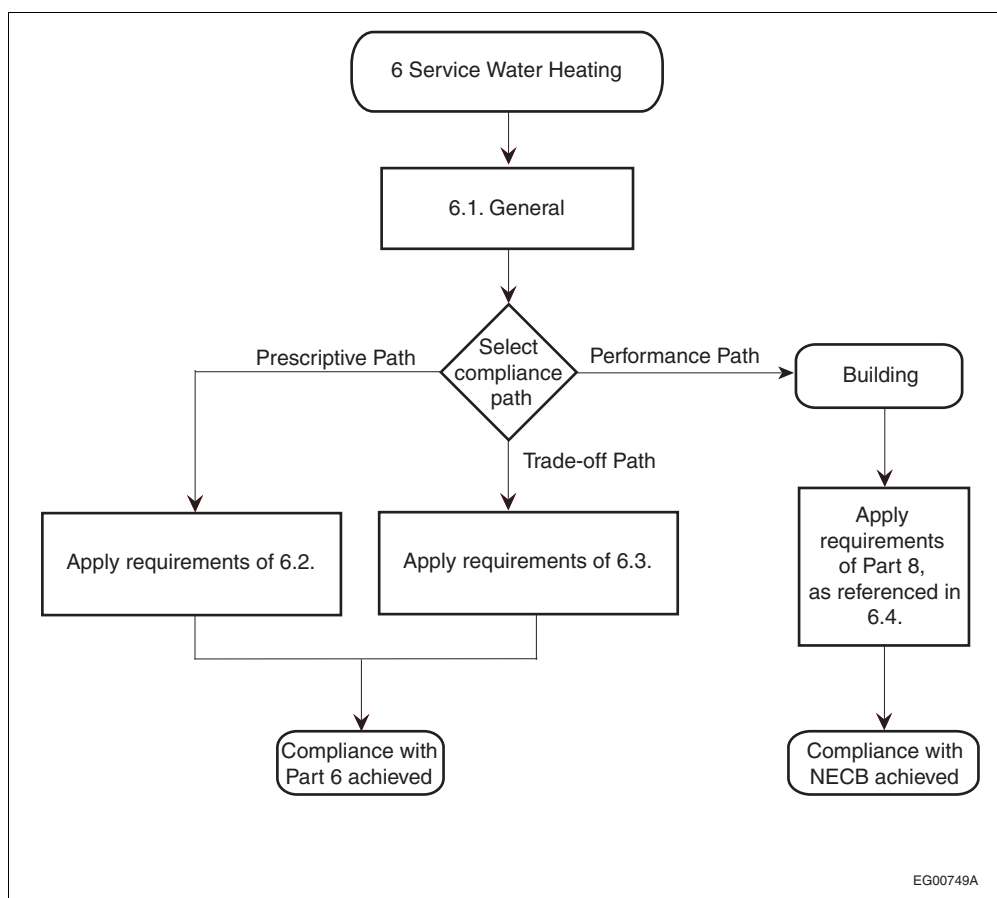 6 Service Water Heating
6.1. General
Select
compliance
path
Prescriptive Path
Performance Path
Trade-off Path
Building
Apply requirements of 6.2.
Apply requirements of 6.3.
Apply
requirements
of Part 8,
as referenced in
6.4.
Compliance with
Part 6 achieved
Compliance with
NECB achieved
EG00749A